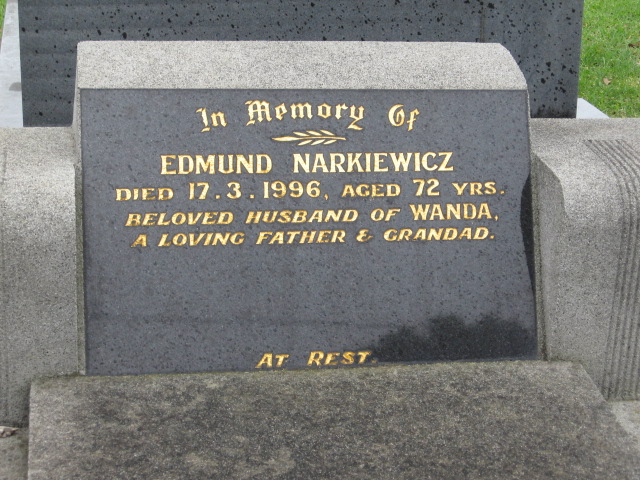 In Memory Of
EDMUND NARKIEWICZ
DIED 17.3.1996, AGED 72 YRS.
BELOVED HUSBAND OF WANDA,
A LOVING FATHER & GRANDAD.
AT REST.